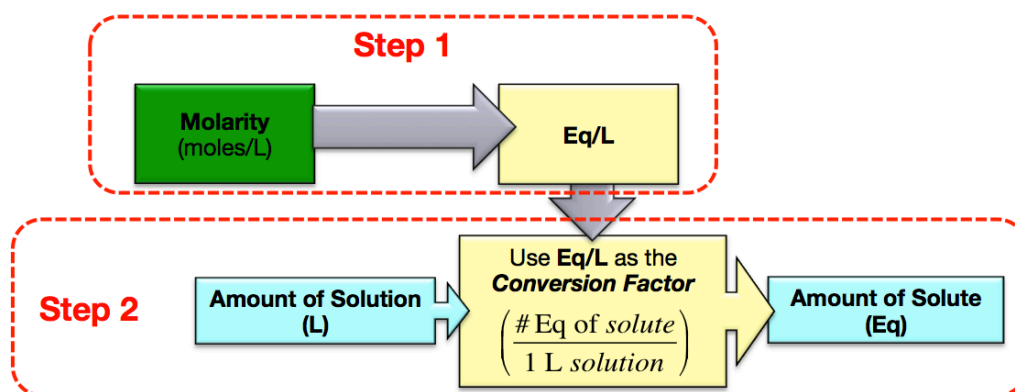 Step 1
Molarity
(moles/L)
Eq/L
Step 2
Amount of Solution
(L)
Use Eq/L as the
Conversion Factor
(# Eq of solute / 1 L solution)
Amount of Solute
(Eq)